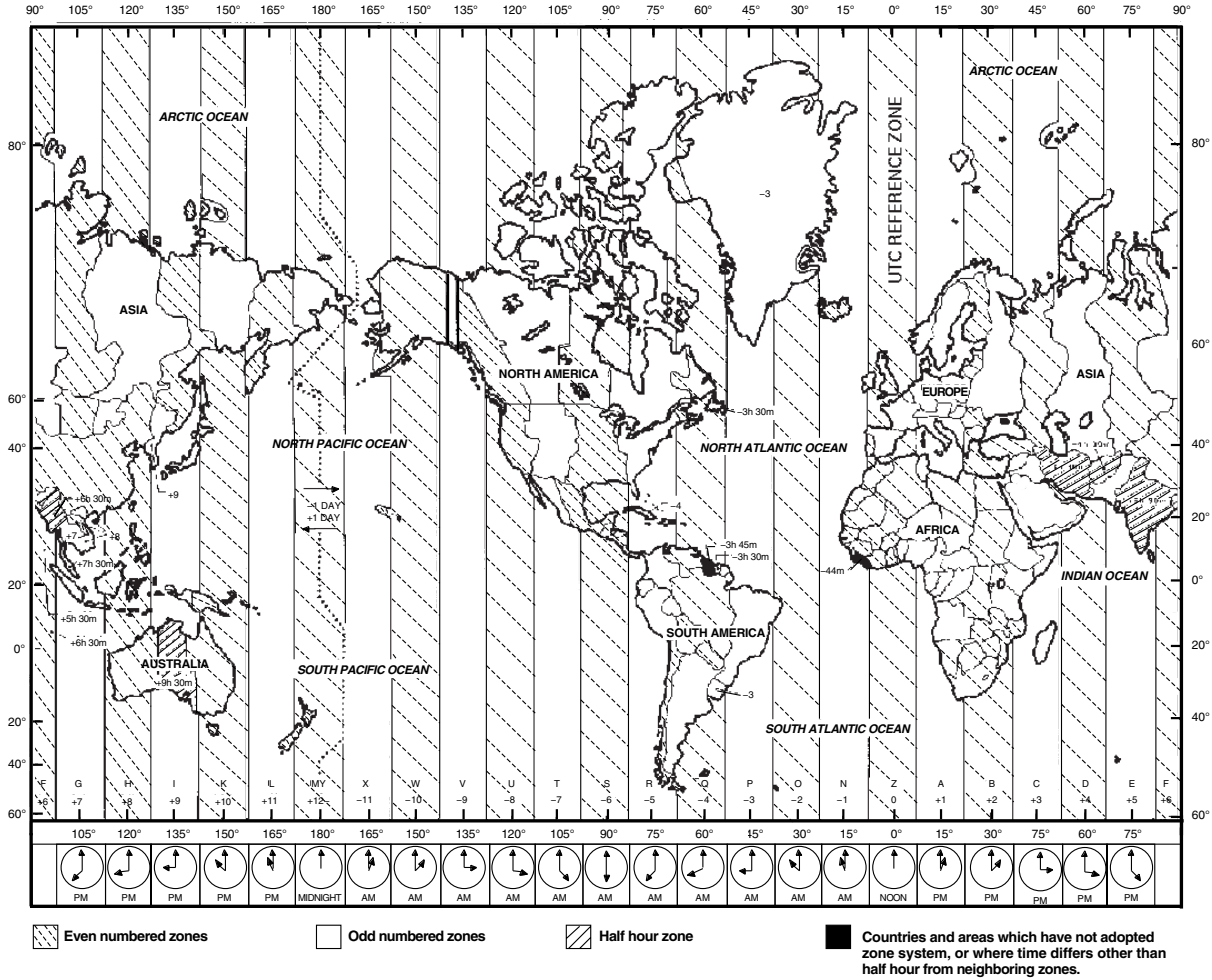 90° 105° 120° 135° 150° 165° 180° 165° 150° 135° 120° 105° 90° 75° 60° 45° 30° 15° 0° 15° 30° 45° 60° 75° 90°
ARCTIC OCEAN
ARCTIC OCEAN
UTC REFERENCE ZONE
80° 80°
–3
ASIA
60°
NORTH AMERICA
EUROPE
ASIA
60°
–3h 30m
NORTH PACIFIC OCEAN
NORTH ATLANTIC OCEAN
40° 40°
+9
+6h 30m
–1 DAY
+1 DAY
–4
20°
+7 +8
AFRICA
–3h 45m
–3h 30m
+7h 30m
–44m
INDIAN OCEAN
20° 0°
+5h 30m
+6h 30m
SOUTH AMERICA
0° 20°
AUSTRALIA
SOUTH PACIFIC OCEAN
+9h 30m
–3
20° 40°
SOUTH ATLANTIC OCEAN
40°
F G H I K L MY X W V U T S R Q P O N Z A B C D E F
+6 +7 +8 +9 +10 +11 +12– –11 –10 –9 –8 –7 –6 –5 –4 –3 –2 –1 0 +1 +2 +3 +4 +5 +6
60° 60°
105° 120° 135° 150° 165° 180° 165° 150° 135° 120° 105° 90° 75° 60° 45° 30° 15° 0° 15° 30° 45° 60° 75°
PM PM PM PM PM MIDNIGHT AM AM AM AM AM AM AM AM AM AM AM NOON PM PM PM PM PM
Even numbered zones
Odd numbered zones
Half hour zone
Countries and areas which have not adopted
zone system, or where time differs other than
half hour from neighboring zones.